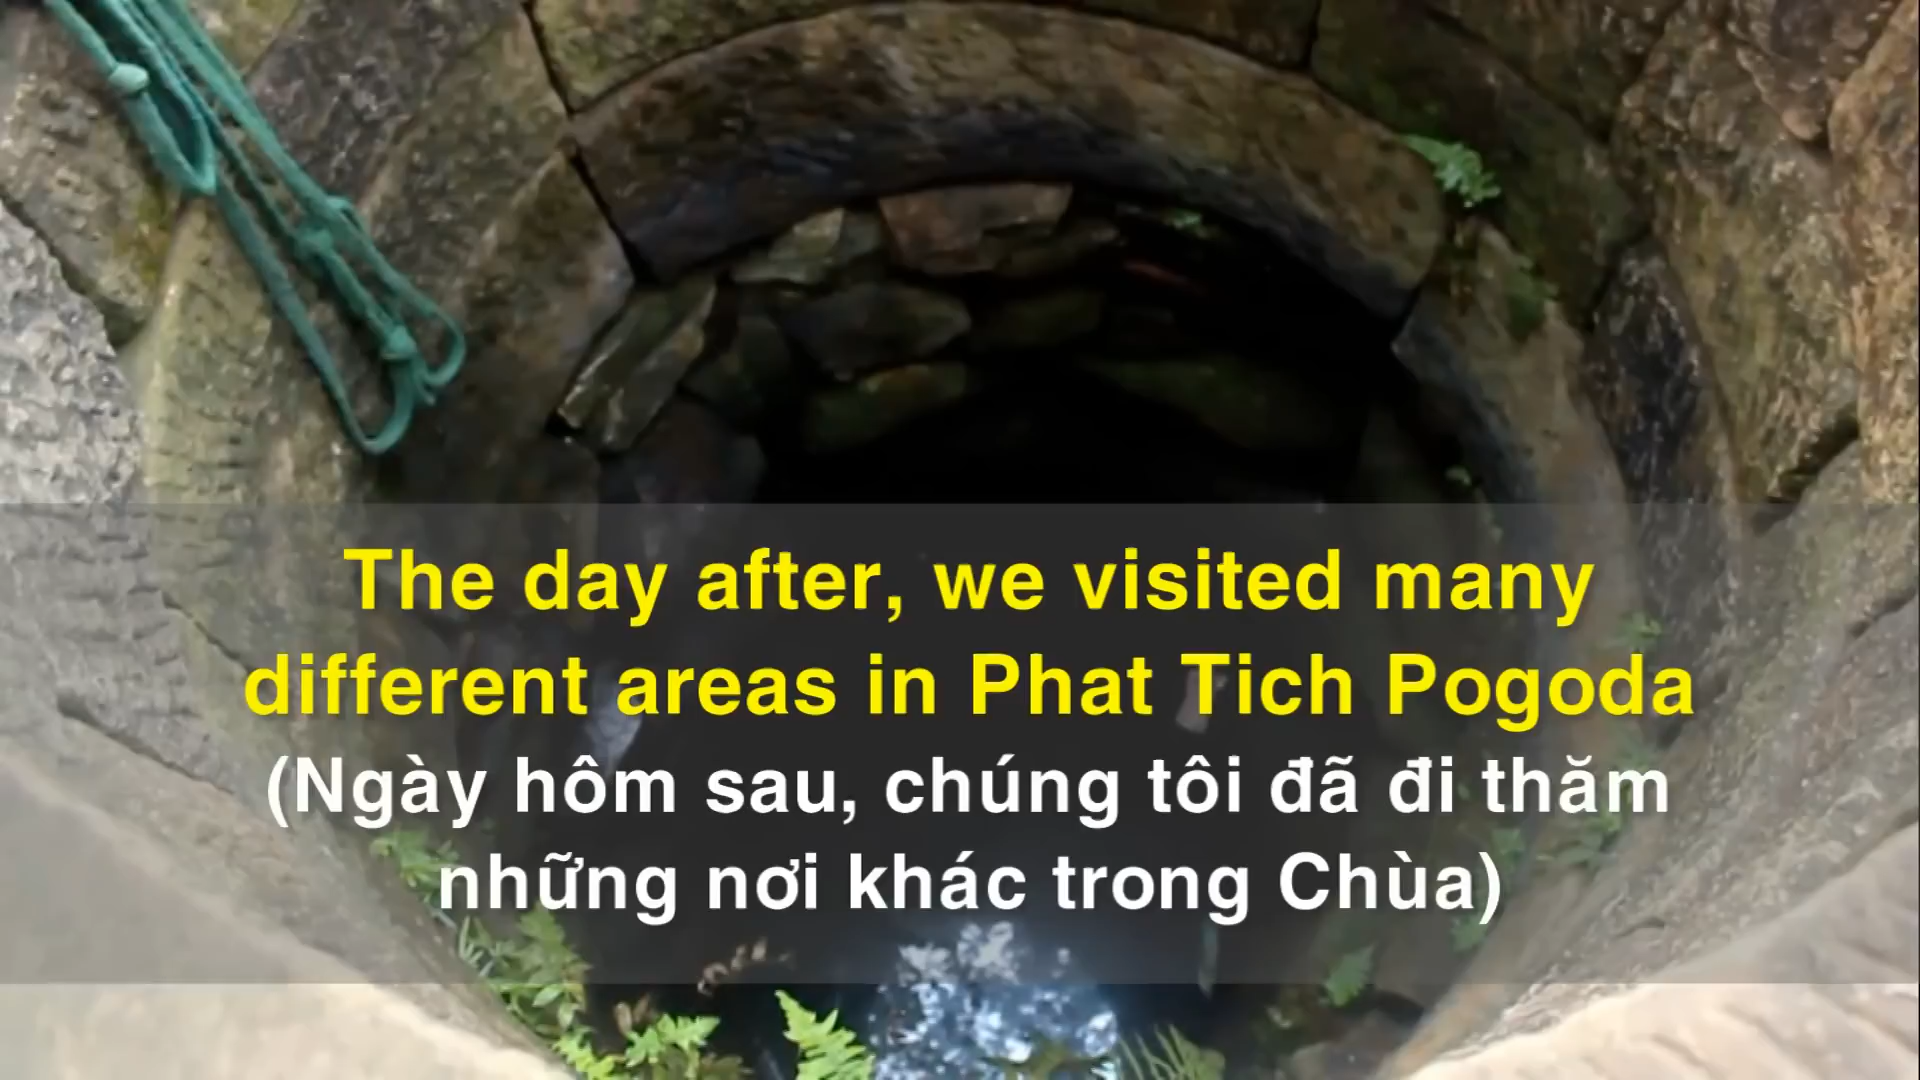 The day after, we visited many
different areas in Phat Tich Pogoda
(Ngày hôm sau, chúng tôi đã đi thăm
những nơi khác trong Chùa)